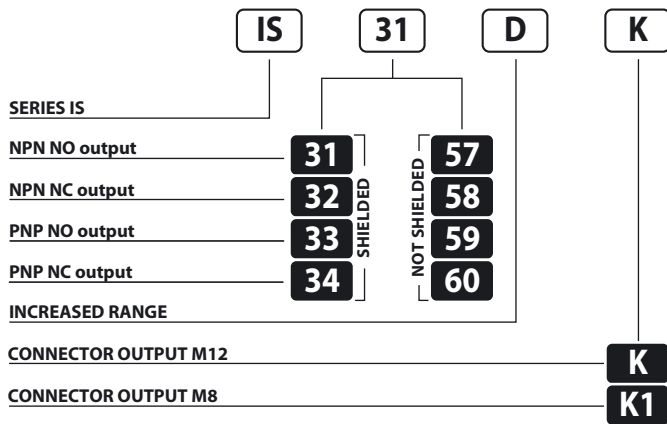 IS 31 D K
SERIES IS
NPN NO output 31 57
NPN NC output 32 58
PNP NO output 33 59
PNP NC output 34 60
SHIELDED
NOT SHIELDED
INCREASED RANGE
CONNECTOR OUTPUT M12 K
CONNECTOR OUTPUT M8 K1